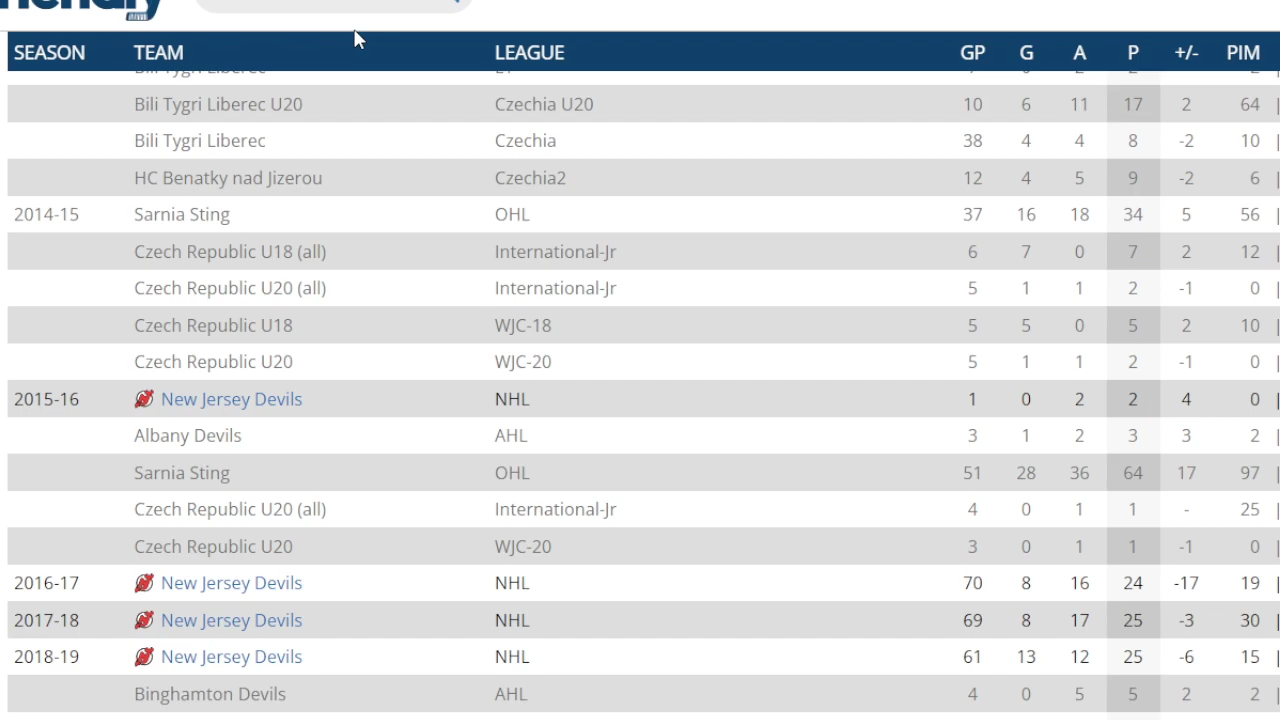 SEASON TEAM LEAGUE GP G A P +/- PIM
Bili Tygri Liberec U20 Czechia U20 10 6 11 17 2 64
Bili Tygri Liberec Czechia 38 4 4 8 -2 10
HC Benatky nad Jizerou Czechia2 12 4 5 9 -2 6
2014-15 Sarnia Sting OHL 37 16 18 34 5 56
Czech Republic U18 (all) International-Jr 6 7 0 7 2 12
Czech Republic U20 (all) International-Jr 5 1 1 2 -1 0
Czech Republic U18 WJC-18 5 5 0 5 2 10
Czech Republic U20 WJC-20 5 1 1 2 -1 0
2015-16 New Jersey Devils NHL 1 0 2 2 4 0
Albany Devils AHL 3 1 2 3 3 2
Sarnia Sting OHL 51 28 36 64 17 97
Czech Republic U20 (all) International-Jr 4 0 1 1 - 25
Czech Republic U20 WJC-20 3 0 1 1 -1 0
2016-17 New Jersey Devils NHL 70 8 16 24 -17 19
2017-18 New Jersey Devils NHL 69 8 17 25 -3 30
2018-19 New Jersey Devils NHL 61 13 12 25 -6 15
Binghamton Devils AHL 4 0 5 5 2 2